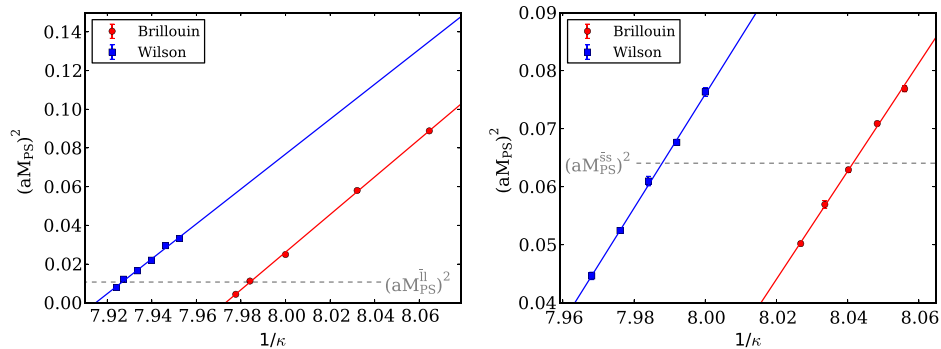 Brillouin
Wilson
0.14
0.12
0.10
0.08
0.06
0.04
0.02
0.00
(aM_PS)^2
(aM_PS^{l̄l})^2
7.92 7.94 7.96 7.98 8.00 8.02 8.04 8.06
1/κ
Brillouin
Wilson
0.09
0.08
0.07
0.06
0.05
0.04
(aM_PS)^2
(aM_PS^{s̄s})^2
7.96 7.98 8.00 8.02 8.04 8.06
1/κ